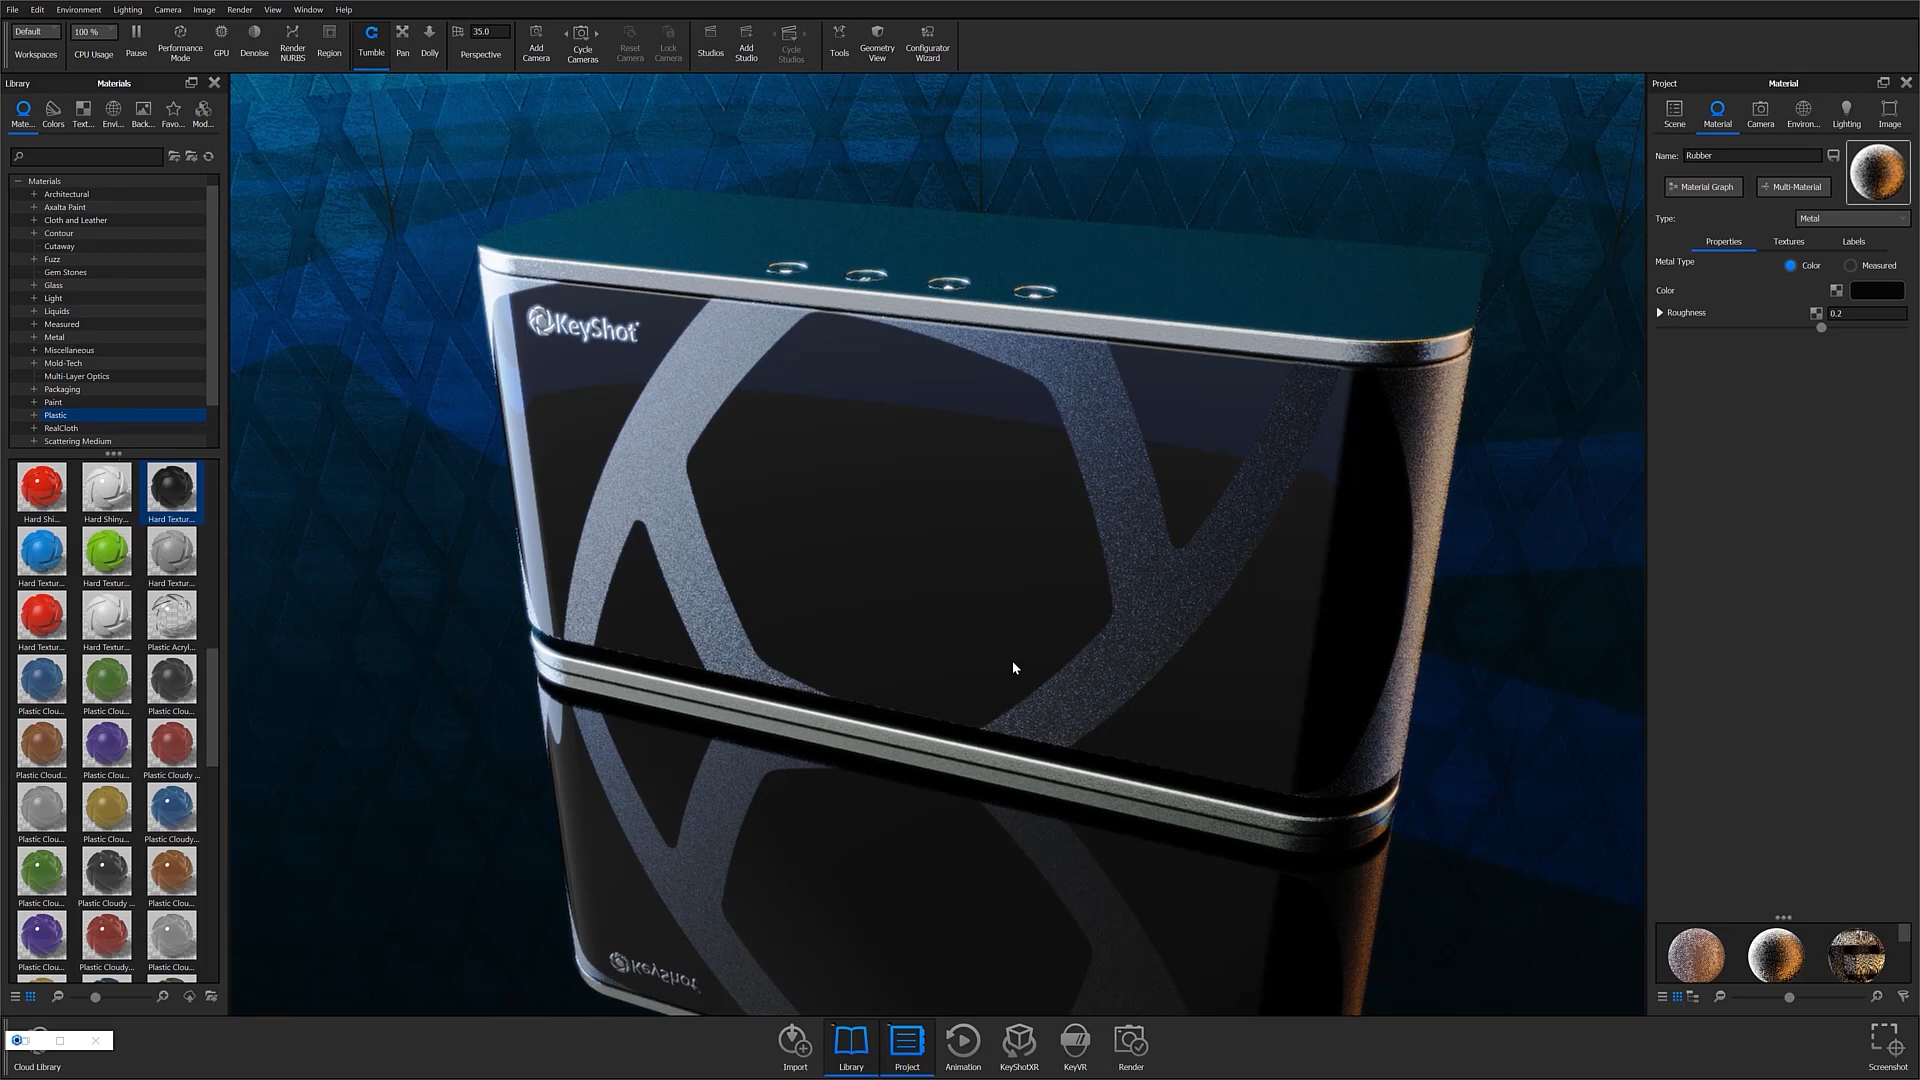 File Edit Environment Lighting Camera Image Render View Window Help
Default 100 % 35.0
Workspaces CPU Usage Pause Performance Mode GPU Denoise Render NURBS Region Tumble Pan Dolly Perspective Add Camera Cycle Cameras Reset Camera Lock Camera Studios Add Studio Cycle Studios Tools Geometry View Configurator Wizard
Library Materials
Mate... Colors Text... Envi... Back... Favo... Mod...
Materials
Architectural
Axalta Paint
Cloth and Leather
Contour
Cutaway
Fuzz
Gem Stones
Glass
Light
Liquids
Measured
Metal
Miscellaneous
Mold-Tech
Multi-Layer Optics
Packaging
Paint
Plastic
RealCloth
Scattering Medium
Hard Shi... Hard Shiny... Hard Textur...
Hard Textur... Hard Textur... Hard Textur...
Hard Textur... Hard Textur... Plastic Acryl...
Plastic Clou... Plastic Clou... Plastic Clou...
Plastic Cloud... Plastic Clou... Plastic Cloudy ...
Plastic Clou... Plastic Clou... Plastic Cloudy...
Plastic Clou... Plastic Cloudy ... Plastic Clou...
Plastic Clou... Plastic Cloudy... Plastic Clou...
Cloud Library
KeyShot
KeyShot
Project Material
Scene Material Camera Environ... Lighting Image
Name: Rubber
Material Graph Multi-Material
Type: Metal
Properties Textures Labels
Metal Type Color Measured
Color
Roughness 0.2
Import Library Project Animation KeyShotXR KeyVR Render
Screenshot